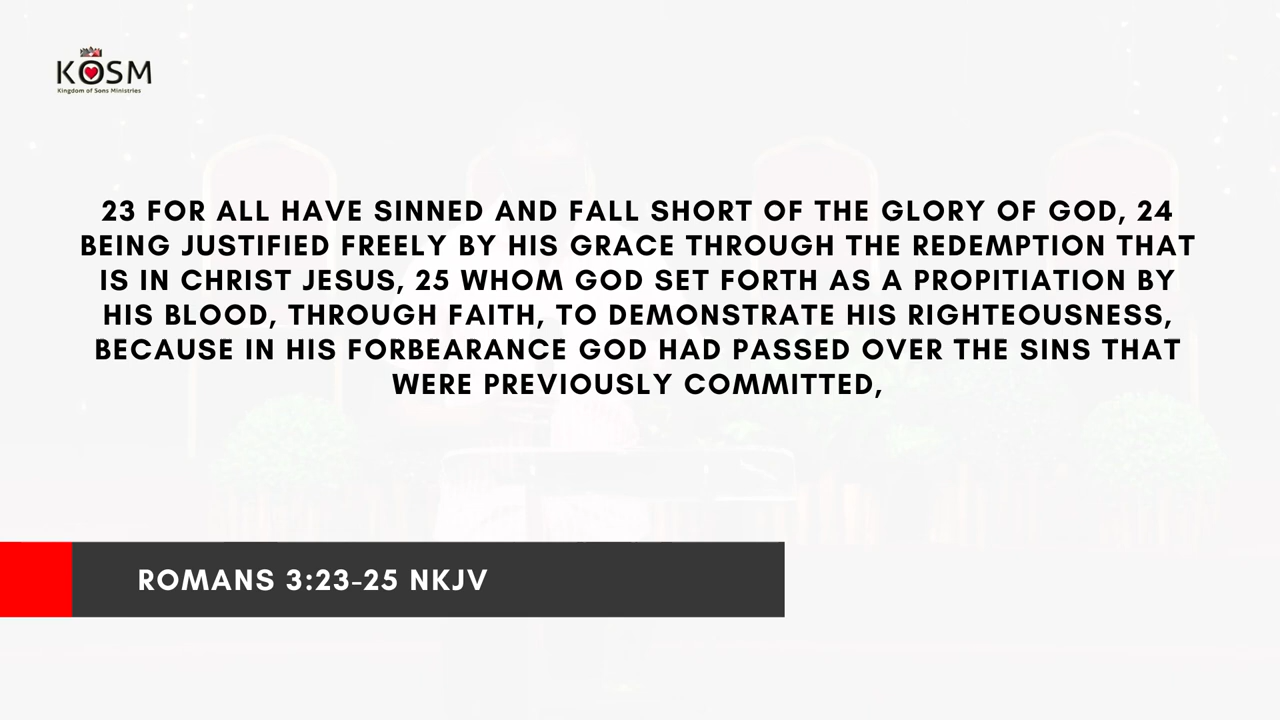 KOSM
Kingdom of Sons Ministries
23 FOR ALL HAVE SINNED AND FALL SHORT OF THE GLORY OF GOD, 24
BEING JUSTIFIED FREELY BY HIS GRACE THROUGH THE REDEMPTION THAT
IS IN CHRIST JESUS, 25 WHOM GOD SET FORTH AS A PROPITIATION BY
HIS BLOOD, THROUGH FAITH, TO DEMONSTRATE HIS RIGHTEOUSNESS,
BECAUSE IN HIS FORBEARANCE GOD HAD PASSED OVER THE SINS THAT
WERE PREVIOUSLY COMMITTED,
ROMANS 3:23-25 NKJV